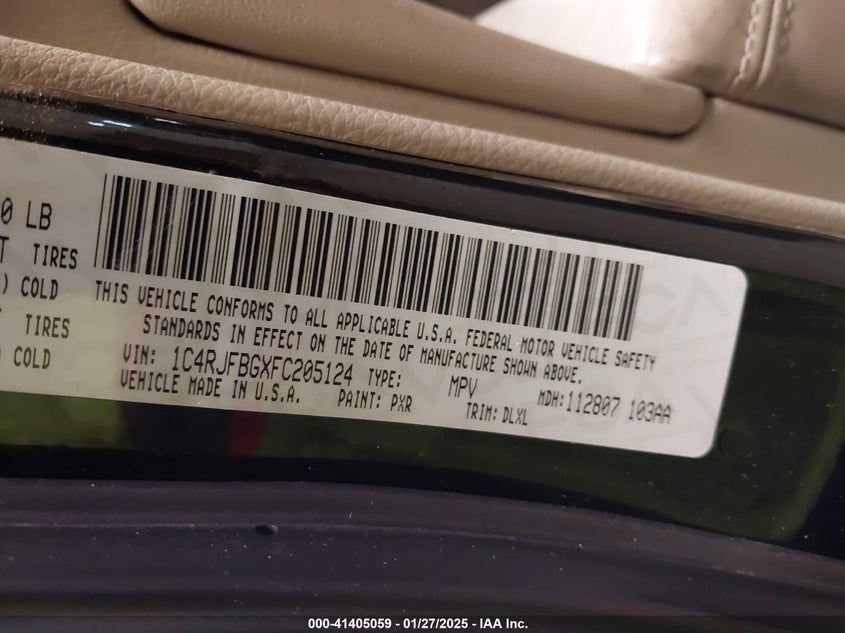 0 LB
T TIRES
) COLD
TIRES
COLD
THIS VEHICLE CONFORMS TO ALL APPLICABLE U.S.A. FEDERAL MOTOR VEHICLE SAFETY
STANDARDS IN EFFECT ON THE DATE OF MANUFACTURE SHOWN ABOVE.
VIN: 1C4RJFBGXFC205124 TYPE: MPV MDH:112807 103AA
VEHICLE MADE IN U.S.A. PAINT: PXR TRIM: DLXL
000-41405059 - 01/27/2025 - IAA Inc.